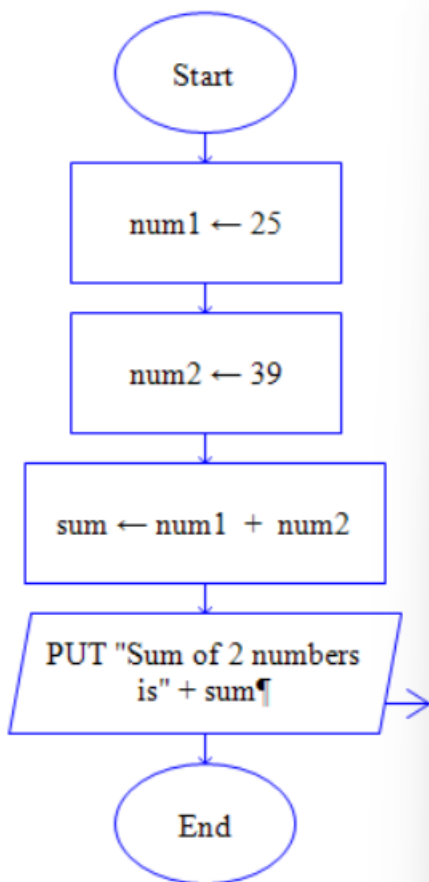 Start
num1 ← 25
num2 ← 39
sum ← num1 + num2
PUT "Sum of 2 numbers
is" + sum¶
End